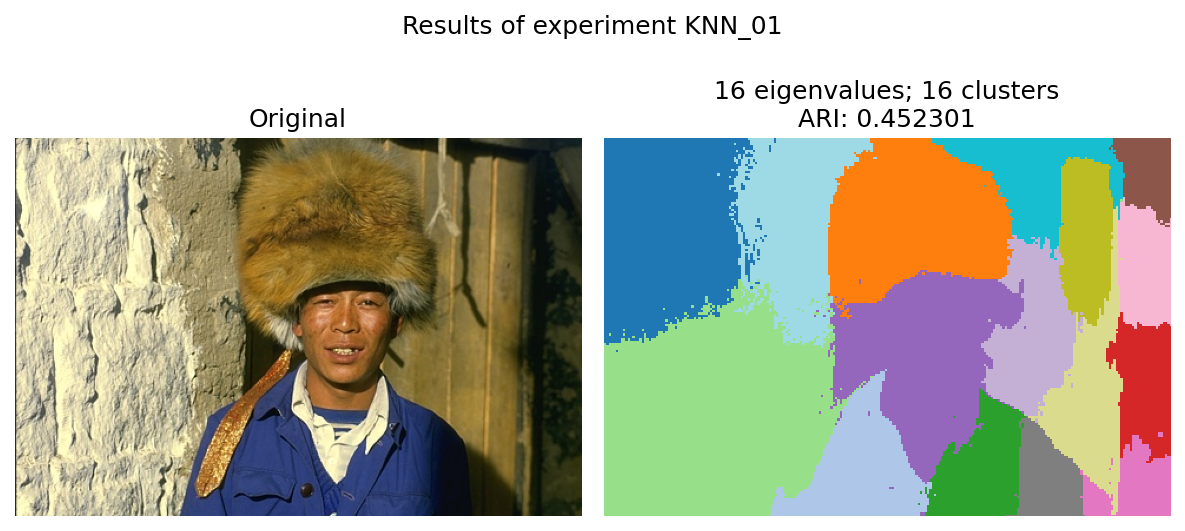 Results of experiment KNN_01
Original
16 eigenvalues; 16 clusters
ARI: 0.452301